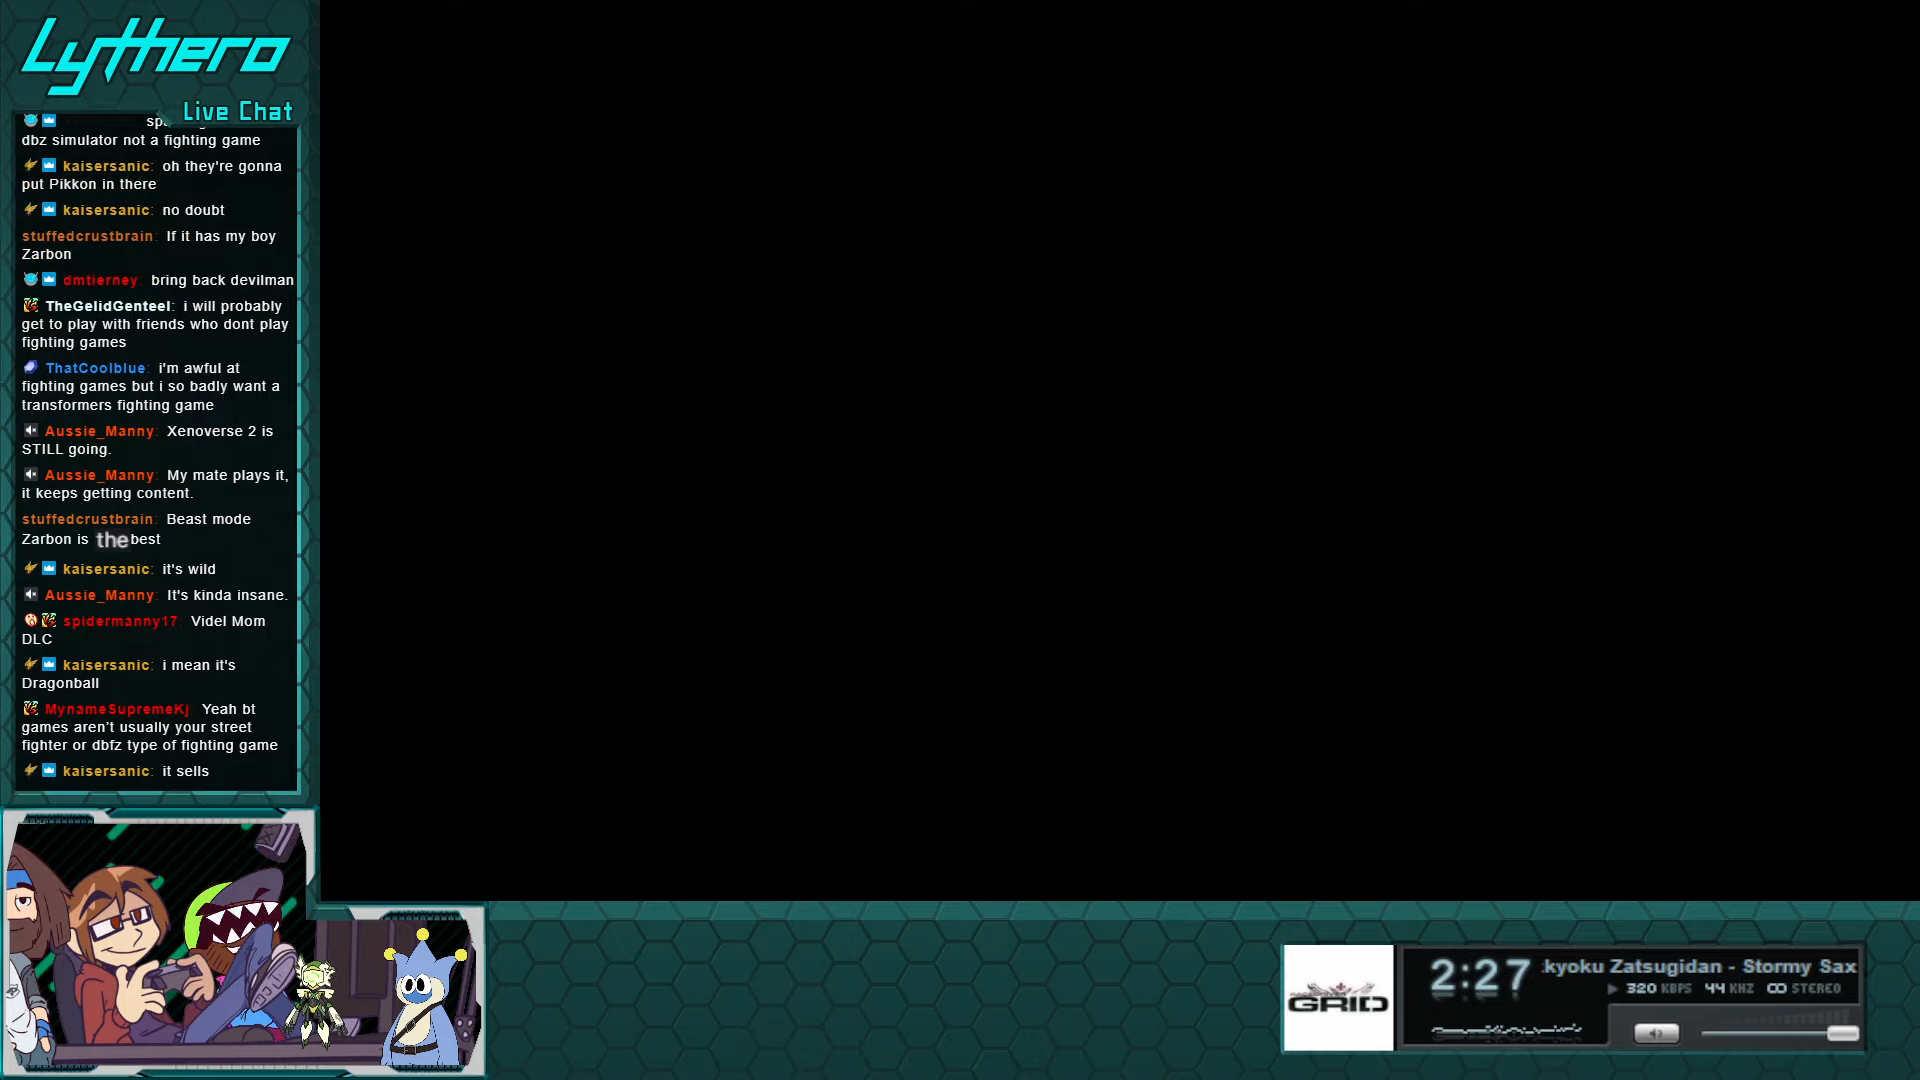 Lythero
Live Chat
dbz simulator not a fighting game
kaisersanic: oh they're gonna
put Pikkon in there
kaisersanic: no doubt
stuffedcrustbrain: If it has my boy
Zarbon
dmtierney: bring back devilman
TheGelidGenteel: i will probably
get to play with friends who dont play
fighting games
ThatCoolblue: i'm awful at
fighting games but i so badly want a
transformers fighting game
Aussie_Manny: Xenoverse 2 is
STILL going.
Aussie_Manny: My mate plays it,
it keeps getting content.
stuffedcrustbrain: Beast mode
Zarbon is the best
kaisersanic: it's wild
Aussie_Manny: It's kinda insane.
spidermanny17: Videl Mom
DLC
kaisersanic: i mean it's
Dragonball
MynameSupremeKj: Yeah bt
games aren’t usually your street
fighter or dbfz type of fighting game
kaisersanic: it sells
GRID
2:27
kyoku Zatsugidan - Stormy Sax
320 KBPS 44 KHZ STEREO